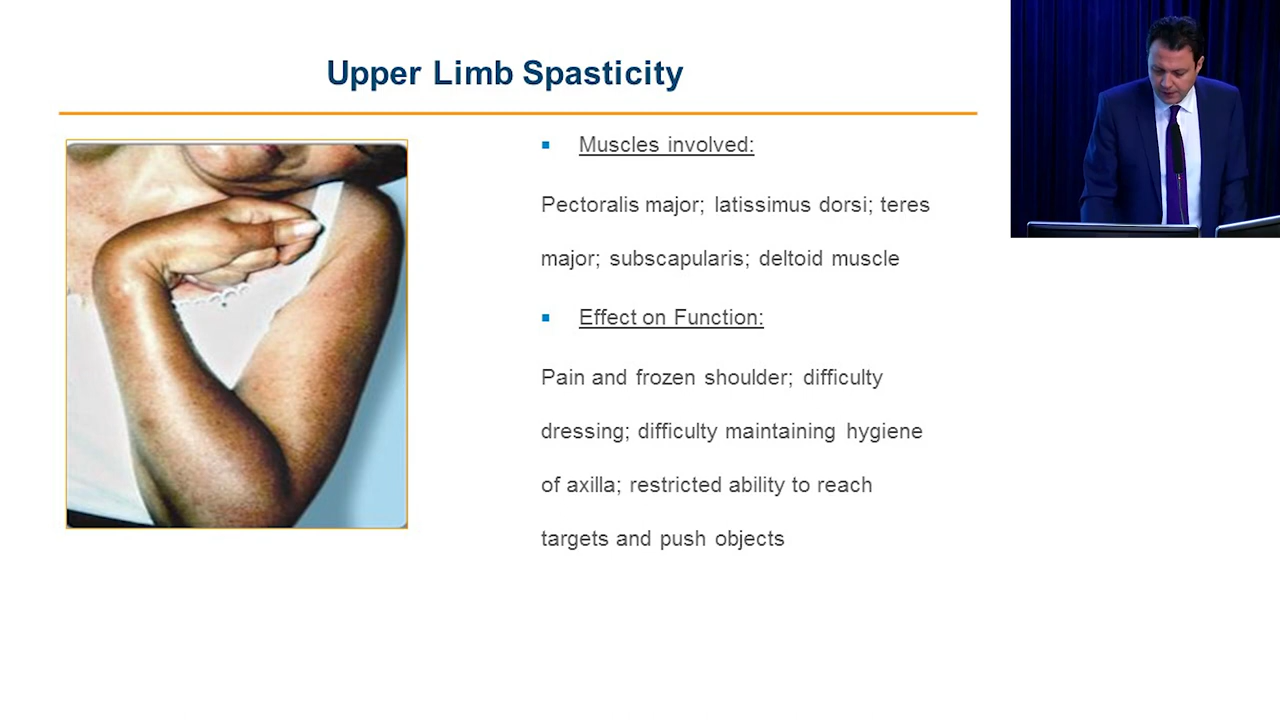 Upper Limb Spasticity
Muscles involved:
Pectoralis major; latissimus dorsi; teres
major; subscapularis; deltoid muscle
Effect on Function:
Pain and frozen shoulder; difficulty
dressing; difficulty maintaining hygiene
of axilla; restricted ability to reach
targets and push objects